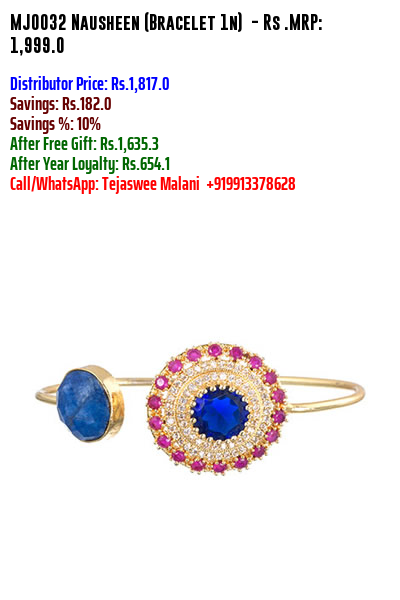 MJ0032 Nausheen (Bracelet 1n) - Rs .MRP:
1,999.0
Distributor Price: Rs.1,817.0
Savings: Rs.182.0
Savings %: 10%
After Free Gift: Rs.1,635.3
After Year Loyalty: Rs.654.1
Call/WhatsApp: Tejaswee Malani +919913378628